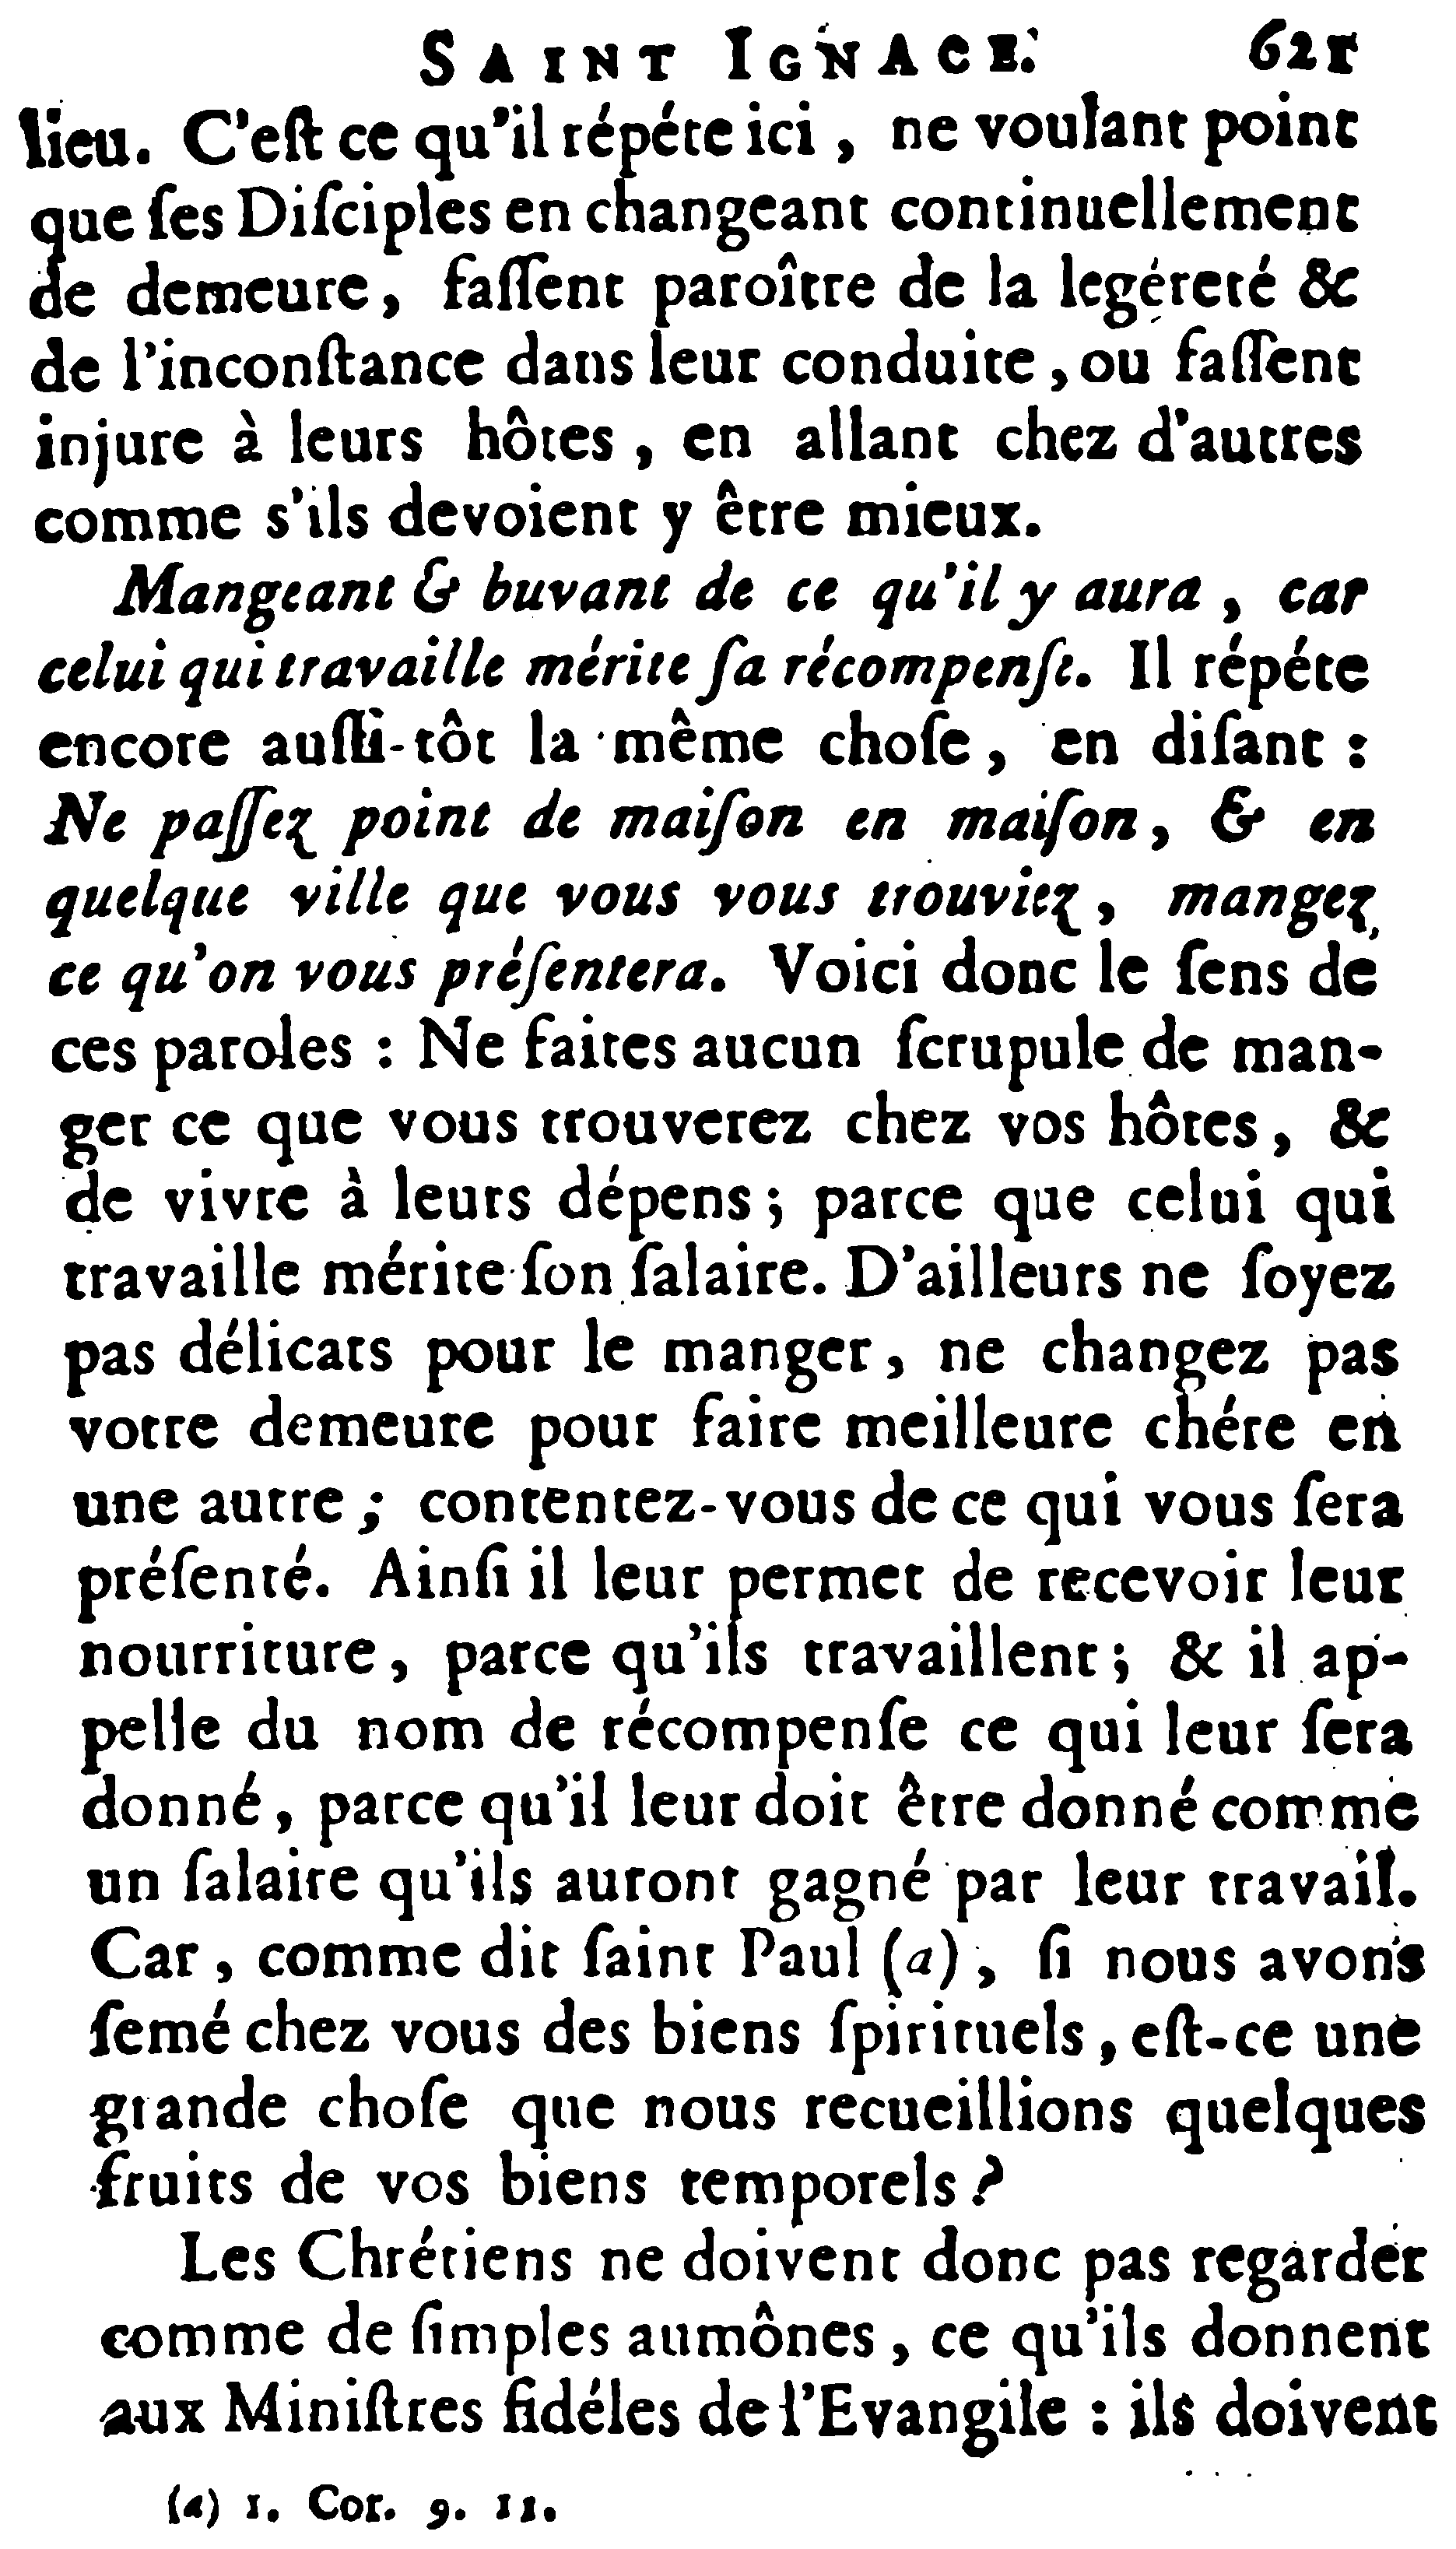 SAINT IGNACE. 621
lieu. C'eſt ce qu'il répéte ici, ne voulant point
que ſes Diſciples en changeant continuellement
de demeure, faſſent paroître de la legéreté &
de l'inconſtance dans leur conduite, ou faſſent
injure à leurs hôtes, en allant chez d'autres
comme s'ils devoient y être mieux.
Mangeant & buvant de ce qu'il y aura, car
celui qui travaille mérite ſa récompenſe. Il répéte
encore auſſi-tôt la même choſe, en diſant :
Ne paſſez point de maiſon en maiſon, & en
quelque ville que vous vous trouviez, mangez
ce qu'on vous préſentera. Voici donc le ſens de
ces paroles : Ne faites aucun ſcrupule de man-
ger ce que vous trouverez chez vos hôtes, &
de vivre à leurs dépens ; parce que celui qui
travaille mérite ſon ſalaire. D'ailleurs ne ſoyez
pas délicats pour le manger, ne changez pas
votre demeure pour faire meilleure chére en
une autre ; contentez-vous de ce qui vous ſera
préſenté. Ainſi il leur permet de recevoir leur
nourriture, parce qu'ils travaillent ; & il ap-
pelle du nom de récompenſe ce qui leur ſera
donné, parce qu'il leur doit être donné comme
un ſalaire qu'ils auront gagné par leur travail.
Car, comme dit ſaint Paul (a), ſi nous avons
ſemé chez vous des biens ſpirituels, eſt-ce une
grande choſe que nous recueillions quelques
fruits de vos biens temporels ?
Les Chrétiens ne doivent donc pas regarder
comme de ſimples aumônes, ce qu'ils donnent
aux Miniſtres fidéles de l'Evangile : ils doivent
(a) 1. Cor. 9. 11.